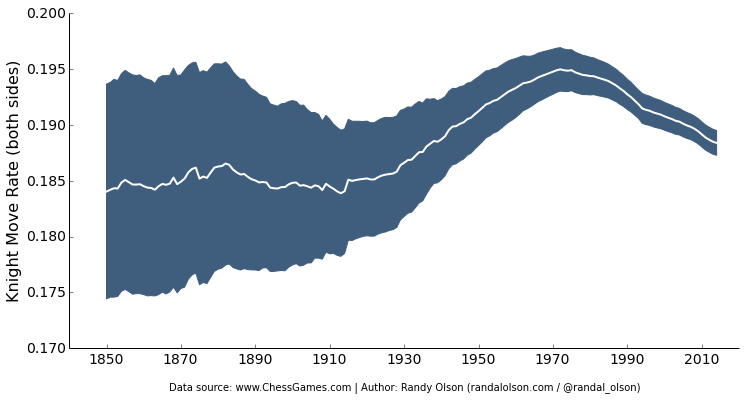 0.200
0.195
0.190
0.185
0.180
0.175
0.170
Knight Move Rate (both sides)
1850 1870 1890 1910 1930 1950 1970 1990 2010
Data source: www.ChessGames.com | Author: Randy Olson (randalolson.com / @randal_olson)